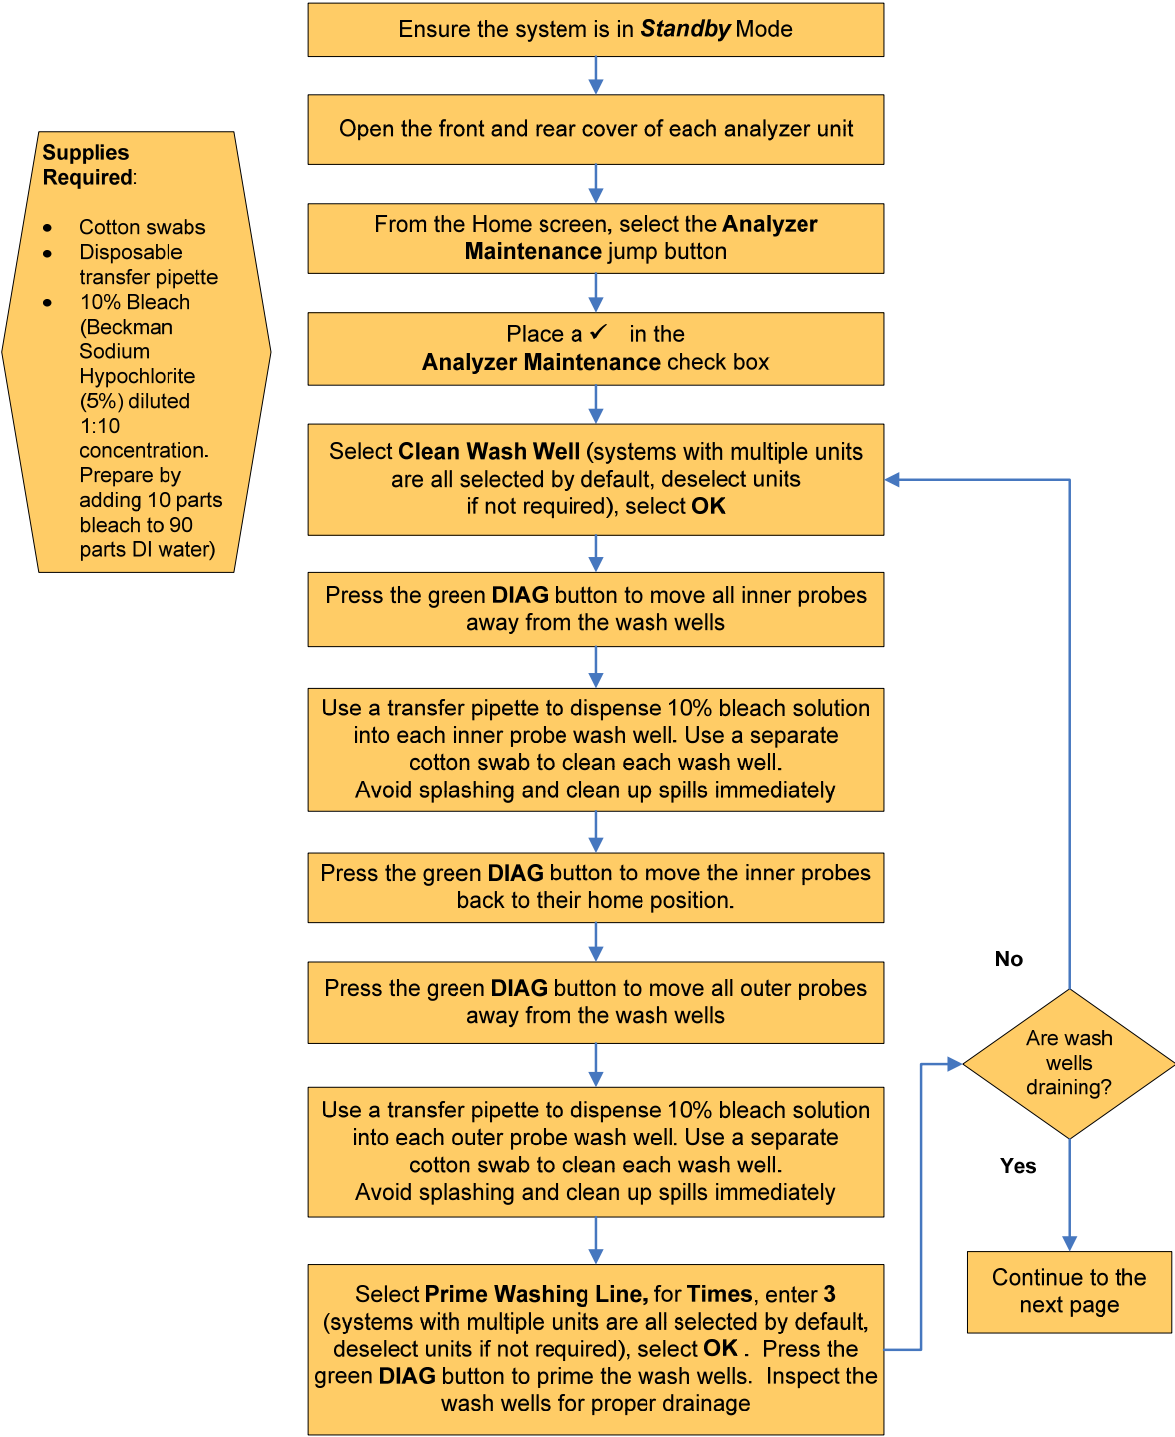 Ensure the system is in Standby Mode
Open the front and rear cover of each analyzer unit
Supplies
Required:
• Cotton swabs
• Disposable
transfer pipette
• 10% Bleach
(Beckman
Sodium
Hypochlorite
(5%) diluted
1:10
concentration.
Prepare by
adding 10 parts
bleach to 90
parts DI water)
From the Home screen, select the Analyzer
Maintenance jump button
Place a ✓ in the
Analyzer Maintenance check box
Select Clean Wash Well (systems with multiple units
are all selected by default, deselect units
if not required), select OK
Press the green DIAG button to move all inner probes
away from the wash wells
Use a transfer pipette to dispense 10% bleach solution
into each inner probe wash well. Use a separate
cotton swab to clean each wash well.
Avoid splashing and clean up spills immediately
Press the green DIAG button to move the inner probes
back to their home position.
Press the green DIAG button to move all outer probes
away from the wash wells
Use a transfer pipette to dispense 10% bleach solution
into each outer probe wash well. Use a separate
cotton swab to clean each wash well.
Avoid splashing and clean up spills immediately
Select Prime Washing Line, for Times, enter 3
(systems with multiple units are all selected by default,
deselect units if not required), select OK . Press the
green DIAG button to prime the wash wells. Inspect the
wash wells for proper drainage
No
Are wash
wells
draining?
Yes
Continue to the
next page